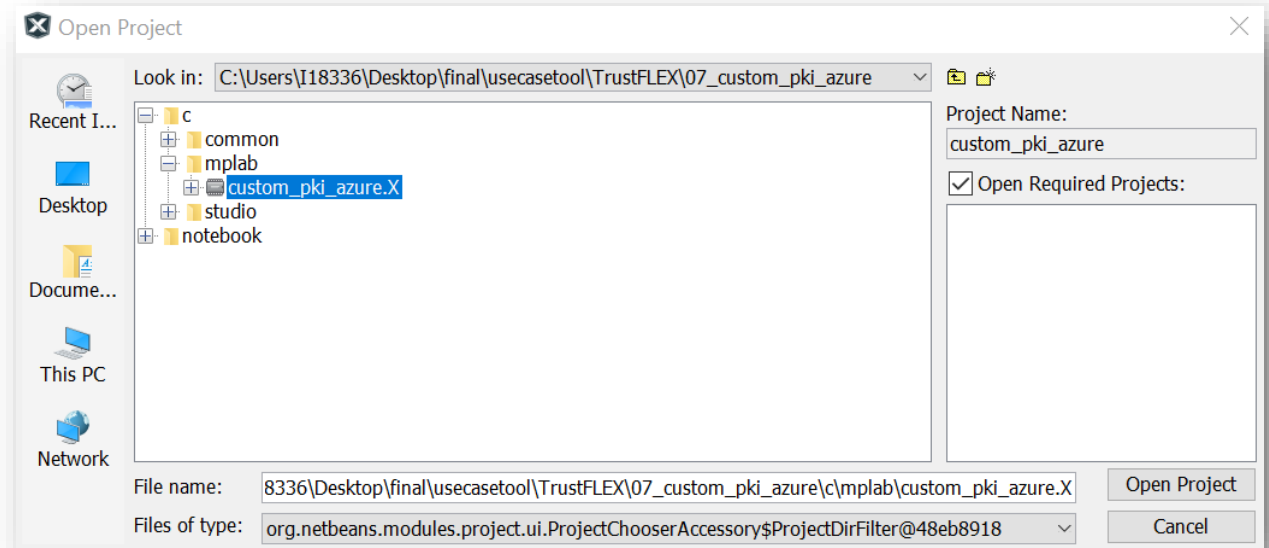 Open Project
Look in: C:\Users\I18336\Desktop\final\usecasetool\TrustFLEX\07_custom_pki_azure
Recent I...
Desktop
Docume...
This PC
Network
c
common
mplab
custom_pki_azure.X
studio
notebook
Project Name:
custom_pki_azure
Open Required Projects:
File name: 8336\Desktop\final\usecasetool\TrustFLEX\07_custom_pki_azure\c\mplab\custom_pki_azure.X
Open Project
Files of type: org.netbeans.modules.project.ui.ProjectChooserAccessory$ProjectDirFilter@48eb8918
Cancel